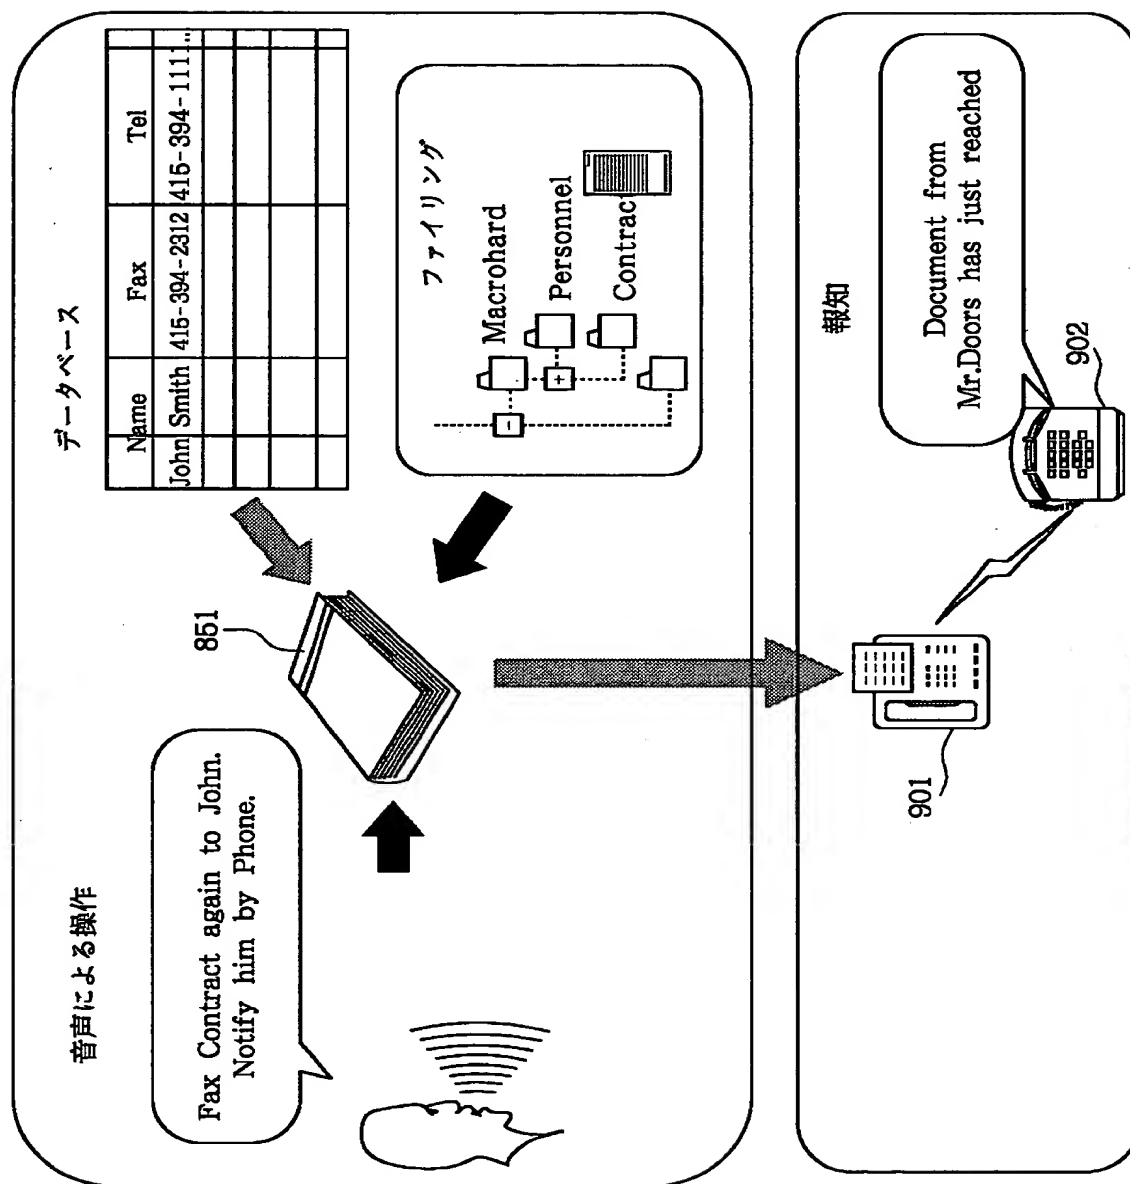 音声による操作
Fax Contract again to John.
Notify him by Phone.
851
データベース
Name Fax Tel
John Smith 415-394-2312 415-394-1111...
ファイリング
Macrohard
Personnel
Contract
報知
901
Document from
Mr.Doors has just reached
902